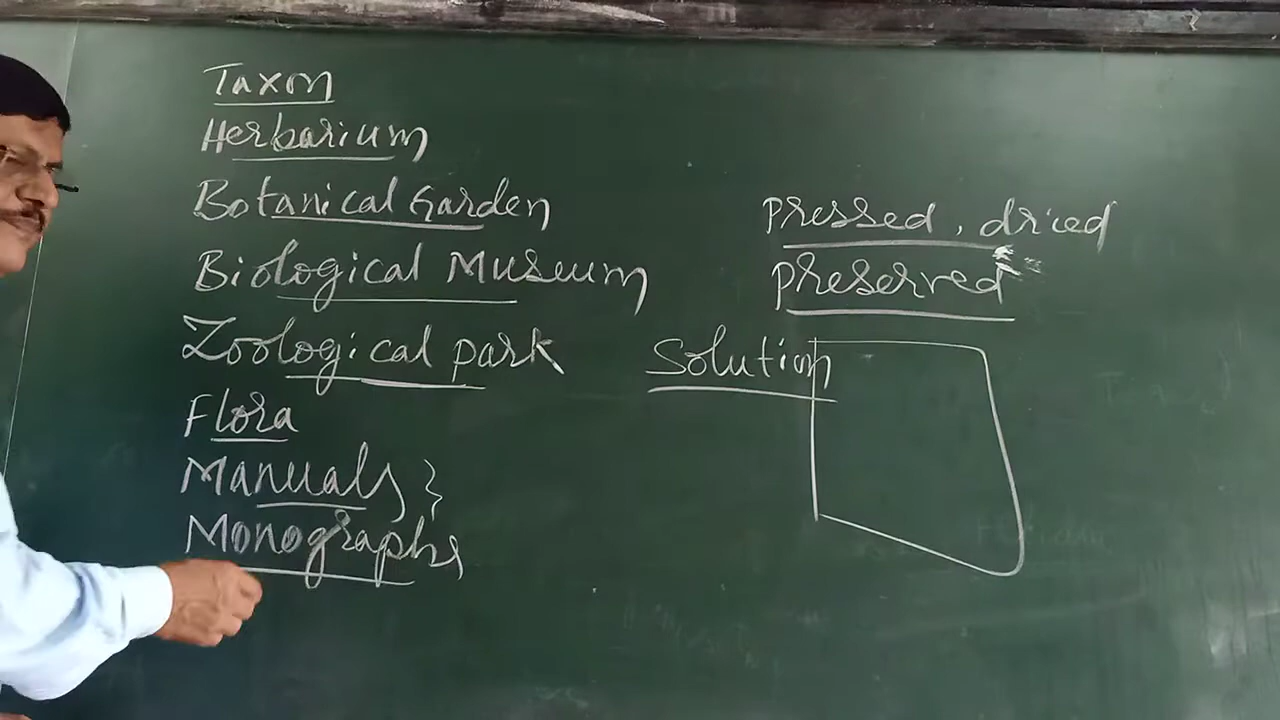 Taxon
Herbarium
Botanical Garden
Biological Museum
Zoological park
Flora
Manuals }
Monographs
pressed, dried
preserved
Solution